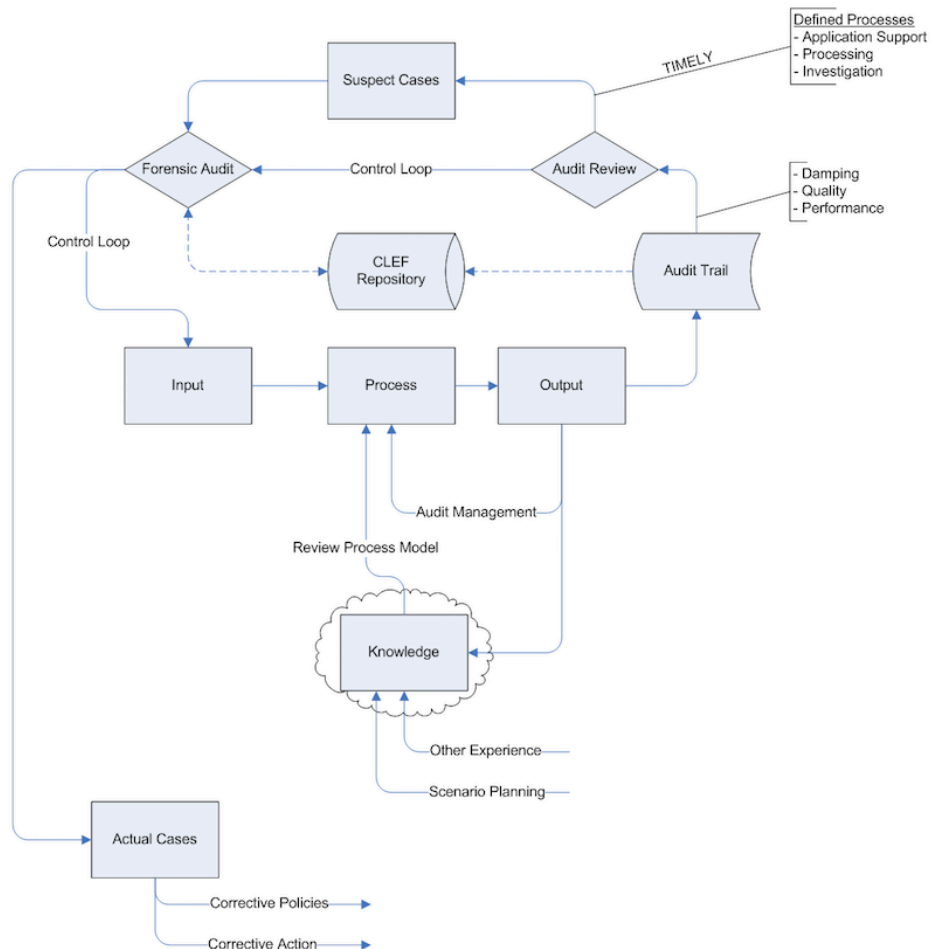 Defined Processes
- Application Support
- Processing
- Investigation
TIMELY
Suspect Cases
Forensic Audit
Control Loop
Audit Review
- Damping
- Quality
- Performance
Control Loop
CLEF
Repository
Audit Trail
Input
Process
Output
Audit Management
Review Process Model
Knowledge
Other Experience
Scenario Planning
Actual Cases
Corrective Policies
Corrective Action